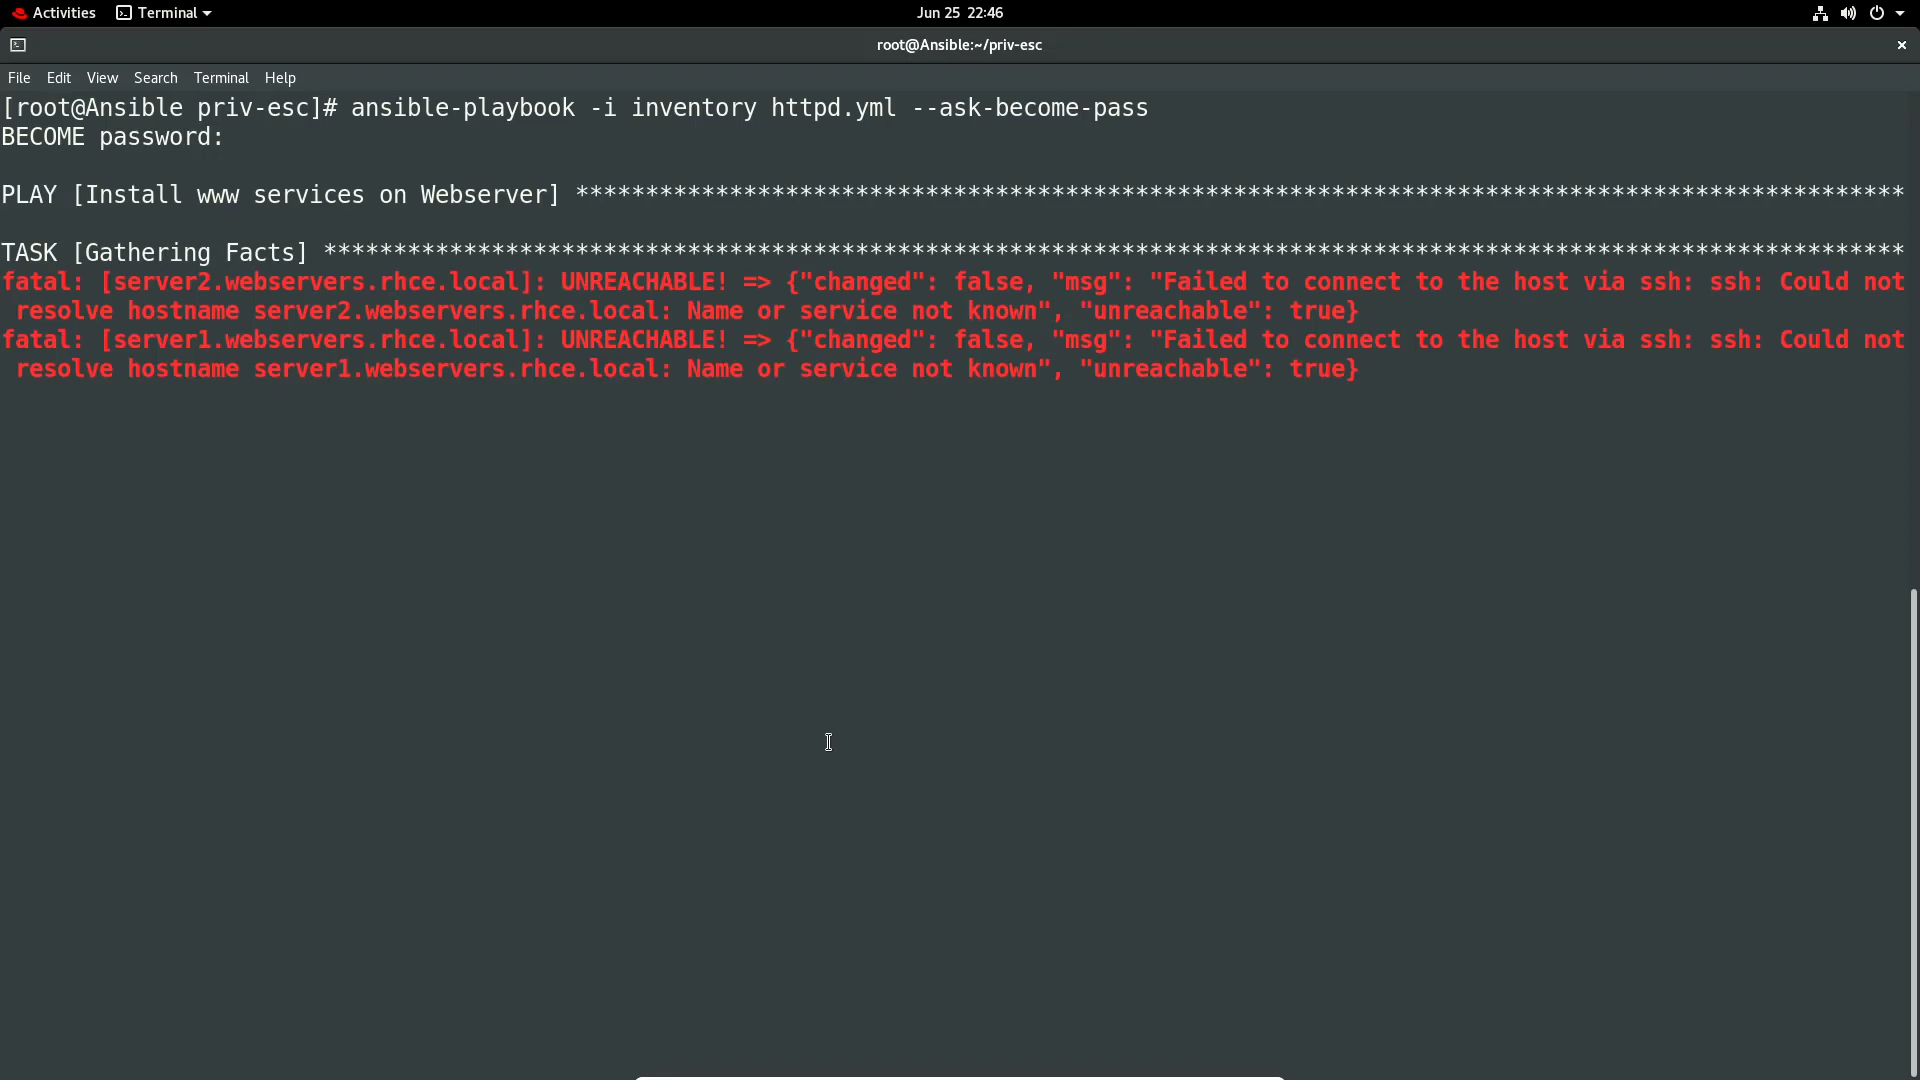 Activities Terminal Jun 25 22:46
root@Ansible:~/priv-esc ×
File Edit View Search Terminal Help
[root@Ansible priv-esc]# ansible-playbook -i inventory httpd.yml --ask-become-pass
BECOME password:
PLAY [Install www services on Webserver] ***********************************************************************************************
TASK [Gathering Facts] *****************************************************************************************************************
fatal: [server2.webservers.rhce.local]: UNREACHABLE! => {"changed": false, "msg": "Failed to connect to the host via ssh: ssh: Could not
resolve hostname server2.webservers.rhce.local: Name or service not known", "unreachable": true}
fatal: [server1.webservers.rhce.local]: UNREACHABLE! => {"changed": false, "msg": "Failed to connect to the host via ssh: ssh: Could not
resolve hostname server1.webservers.rhce.local: Name or service not known", "unreachable": true}